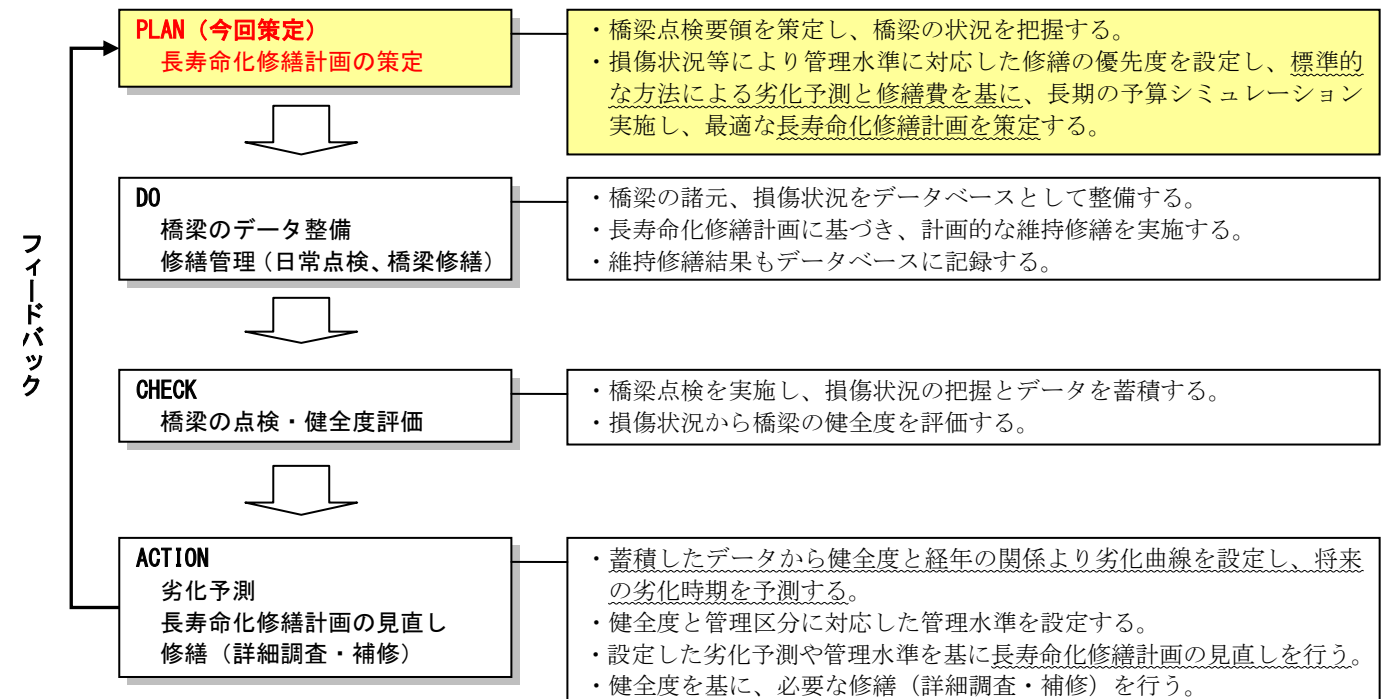 PLAN（今回策定）
長寿命化修繕計画の策定
・橋梁点検要領を策定し、橋梁の状況を把握する。
・損傷状況等により管理水準に対応した修繕の優先度を設定し、標準的
な方法による劣化予測と修繕費を基に、長期の予算シミュレーション
実施し、最適な長寿命化修繕計画を策定する。
DO
橋梁のデータ整備
修繕管理（日常点検、橋梁修繕）
・橋梁の諸元、損傷状況をデータベースとして整備する。
・長寿命化修繕計画に基づき、計画的な維持修繕を実施する。
・維持修繕結果もデータベースに記録する。
フィードバック
CHECK
橋梁の点検・健全度評価
・橋梁点検を実施し、損傷状況の把握とデータを蓄積する。
・損傷状況から橋梁の健全度を評価する。
ACTION
劣化予測
長寿命化修繕計画の見直し
修繕（詳細調査・補修）
・蓄積したデータから健全度と経年の関係より劣化曲線を設定し、将来
の劣化時期を予測する。
・健全度と管理区分に対応した管理水準を設定する。
・設定した劣化予測や管理水準を基に長寿命化修繕計画の見直しを行う。
・健全度を基に、必要な修繕（詳細調査・補修）を行う。